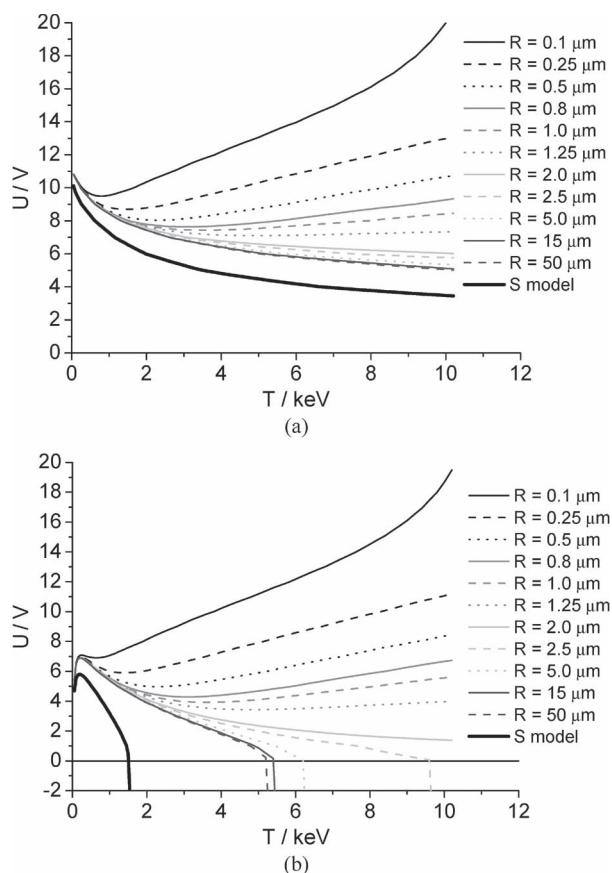 20
18
16
14
12
10
8
6
4
2
0
U / V
0 2 4 6 8 10 12
T / keV
R = 0.1 μm
R = 0.25 μm
R = 0.5 μm
R = 0.8 μm
R = 1.0 μm
R = 1.25 μm
R = 2.0 μm
R = 2.5 μm
R = 5.0 μm
R = 15 μm
R = 50 μm
S model
(a)
20
18
16
14
12
10
8
6
4
2
0
-2
U / V
0 2 4 6 8 10 12
T / keV
R = 0.1 μm
R = 0.25 μm
R = 0.5 μm
R = 0.8 μm
R = 1.0 μm
R = 1.25 μm
R = 2.0 μm
R = 2.5 μm
R = 5.0 μm
R = 15 μm
R = 50 μm
S model
(b)